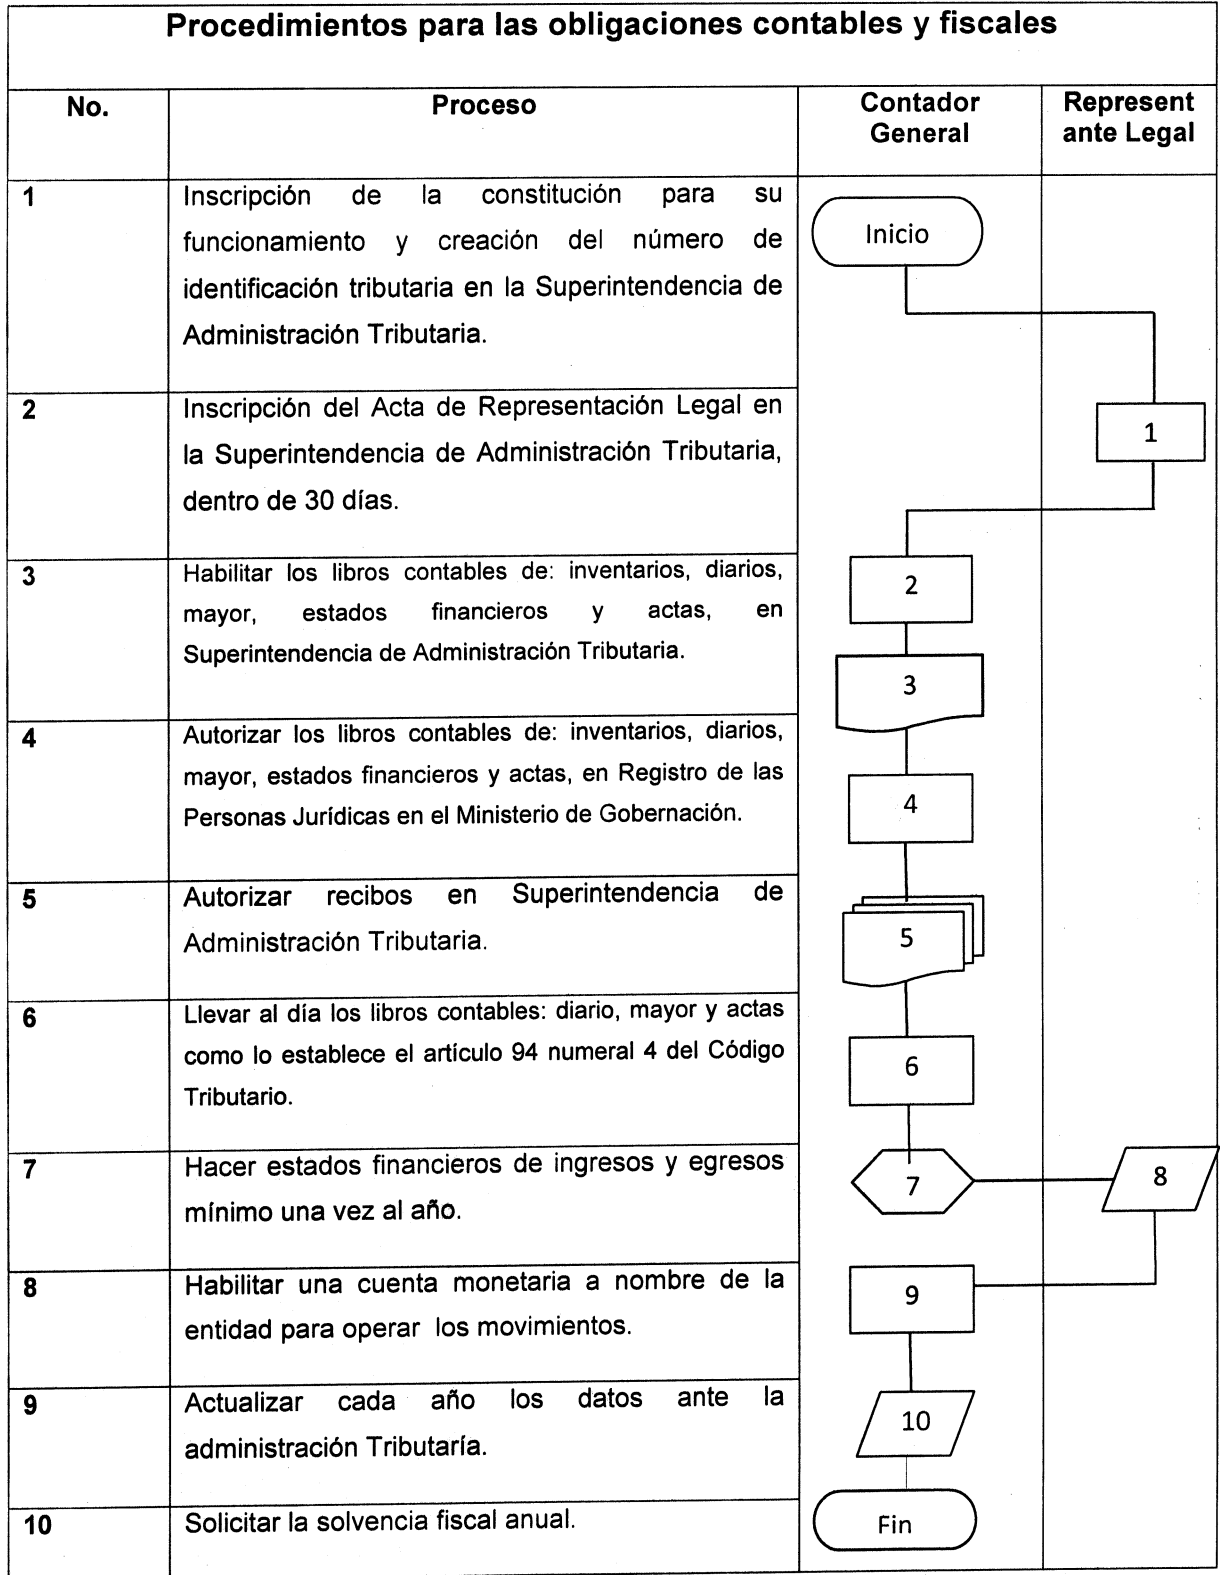 Procedimientos para las obligaciones contables y fiscales
No.
Proceso
Contador
General
Represent
ante Legal
1
Inscripción de la constitución para su
funcionamiento y creación del número de
identificación tributaria en la Superintendencia de
Administración Tributaria.
Inicio
2
Inscripción del Acta de Representación Legal en
la Superintendencia de Administración Tributaria,
dentro de 30 días.
1
3
Habilitar los libros contables de: inventarios, diarios,
mayor, estados financieros y actas, en
Superintendencia de Administración Tributaria.
2
3
4
Autorizar los libros contables de: inventarios, diarios,
mayor, estados financieros y actas, en Registro de las
Personas Jurídicas en el Ministerio de Gobernación.
4
5
Autorizar recibos en Superintendencia de
Administración Tributaria.
5
6
Llevar al día los libros contables: diario, mayor y actas
como lo establece el artículo 94 numeral 4 del Código
Tributario.
6
7
Hacer estados financieros de ingresos y egresos
mínimo una vez al año.
7
8
8
Habilitar una cuenta monetaria a nombre de la
entidad para operar los movimientos.
9
9
Actualizar cada año los datos ante la
administración Tributaría.
10
10
Solicitar la solvencia fiscal anual.
Fin